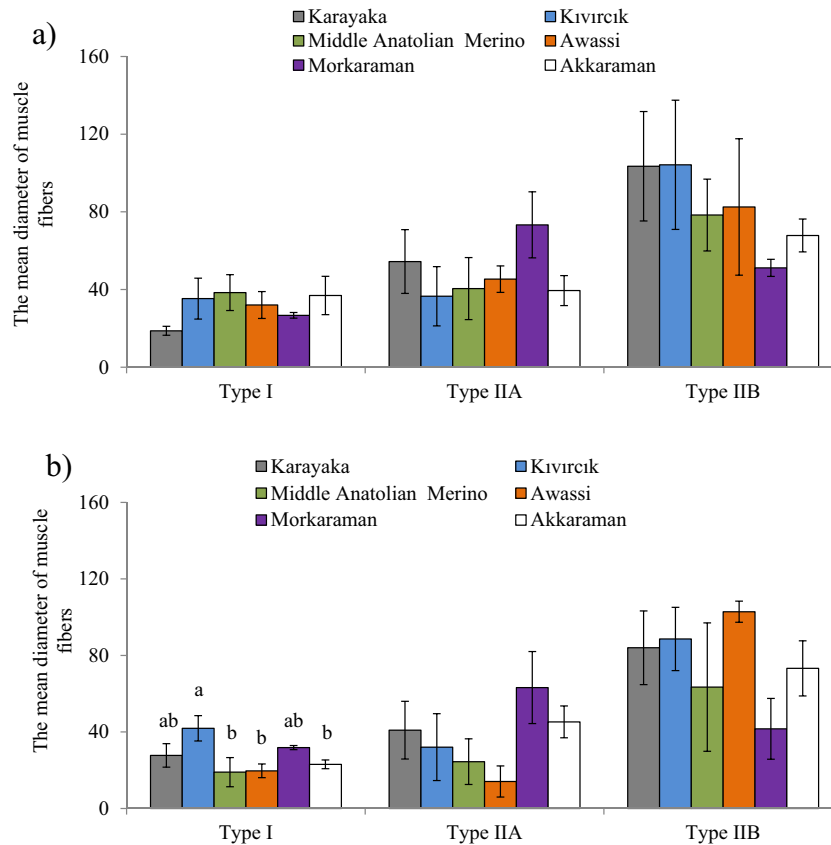 a)
Karayaka Kıvırcık
Middle Anatolian Merino Awassi
Morkaraman Akkaraman
The mean diameter of muscle
fibers
160
120
80
40
0
Type I Type IIA Type IIB
b)
Karayaka Kıvırcık
Middle Anatolian Merino Awassi
Morkaraman Akkaraman
The mean diameter of muscle
fibers
160
120
80
40
0
ab a b b ab b
Type I Type IIA Type IIB